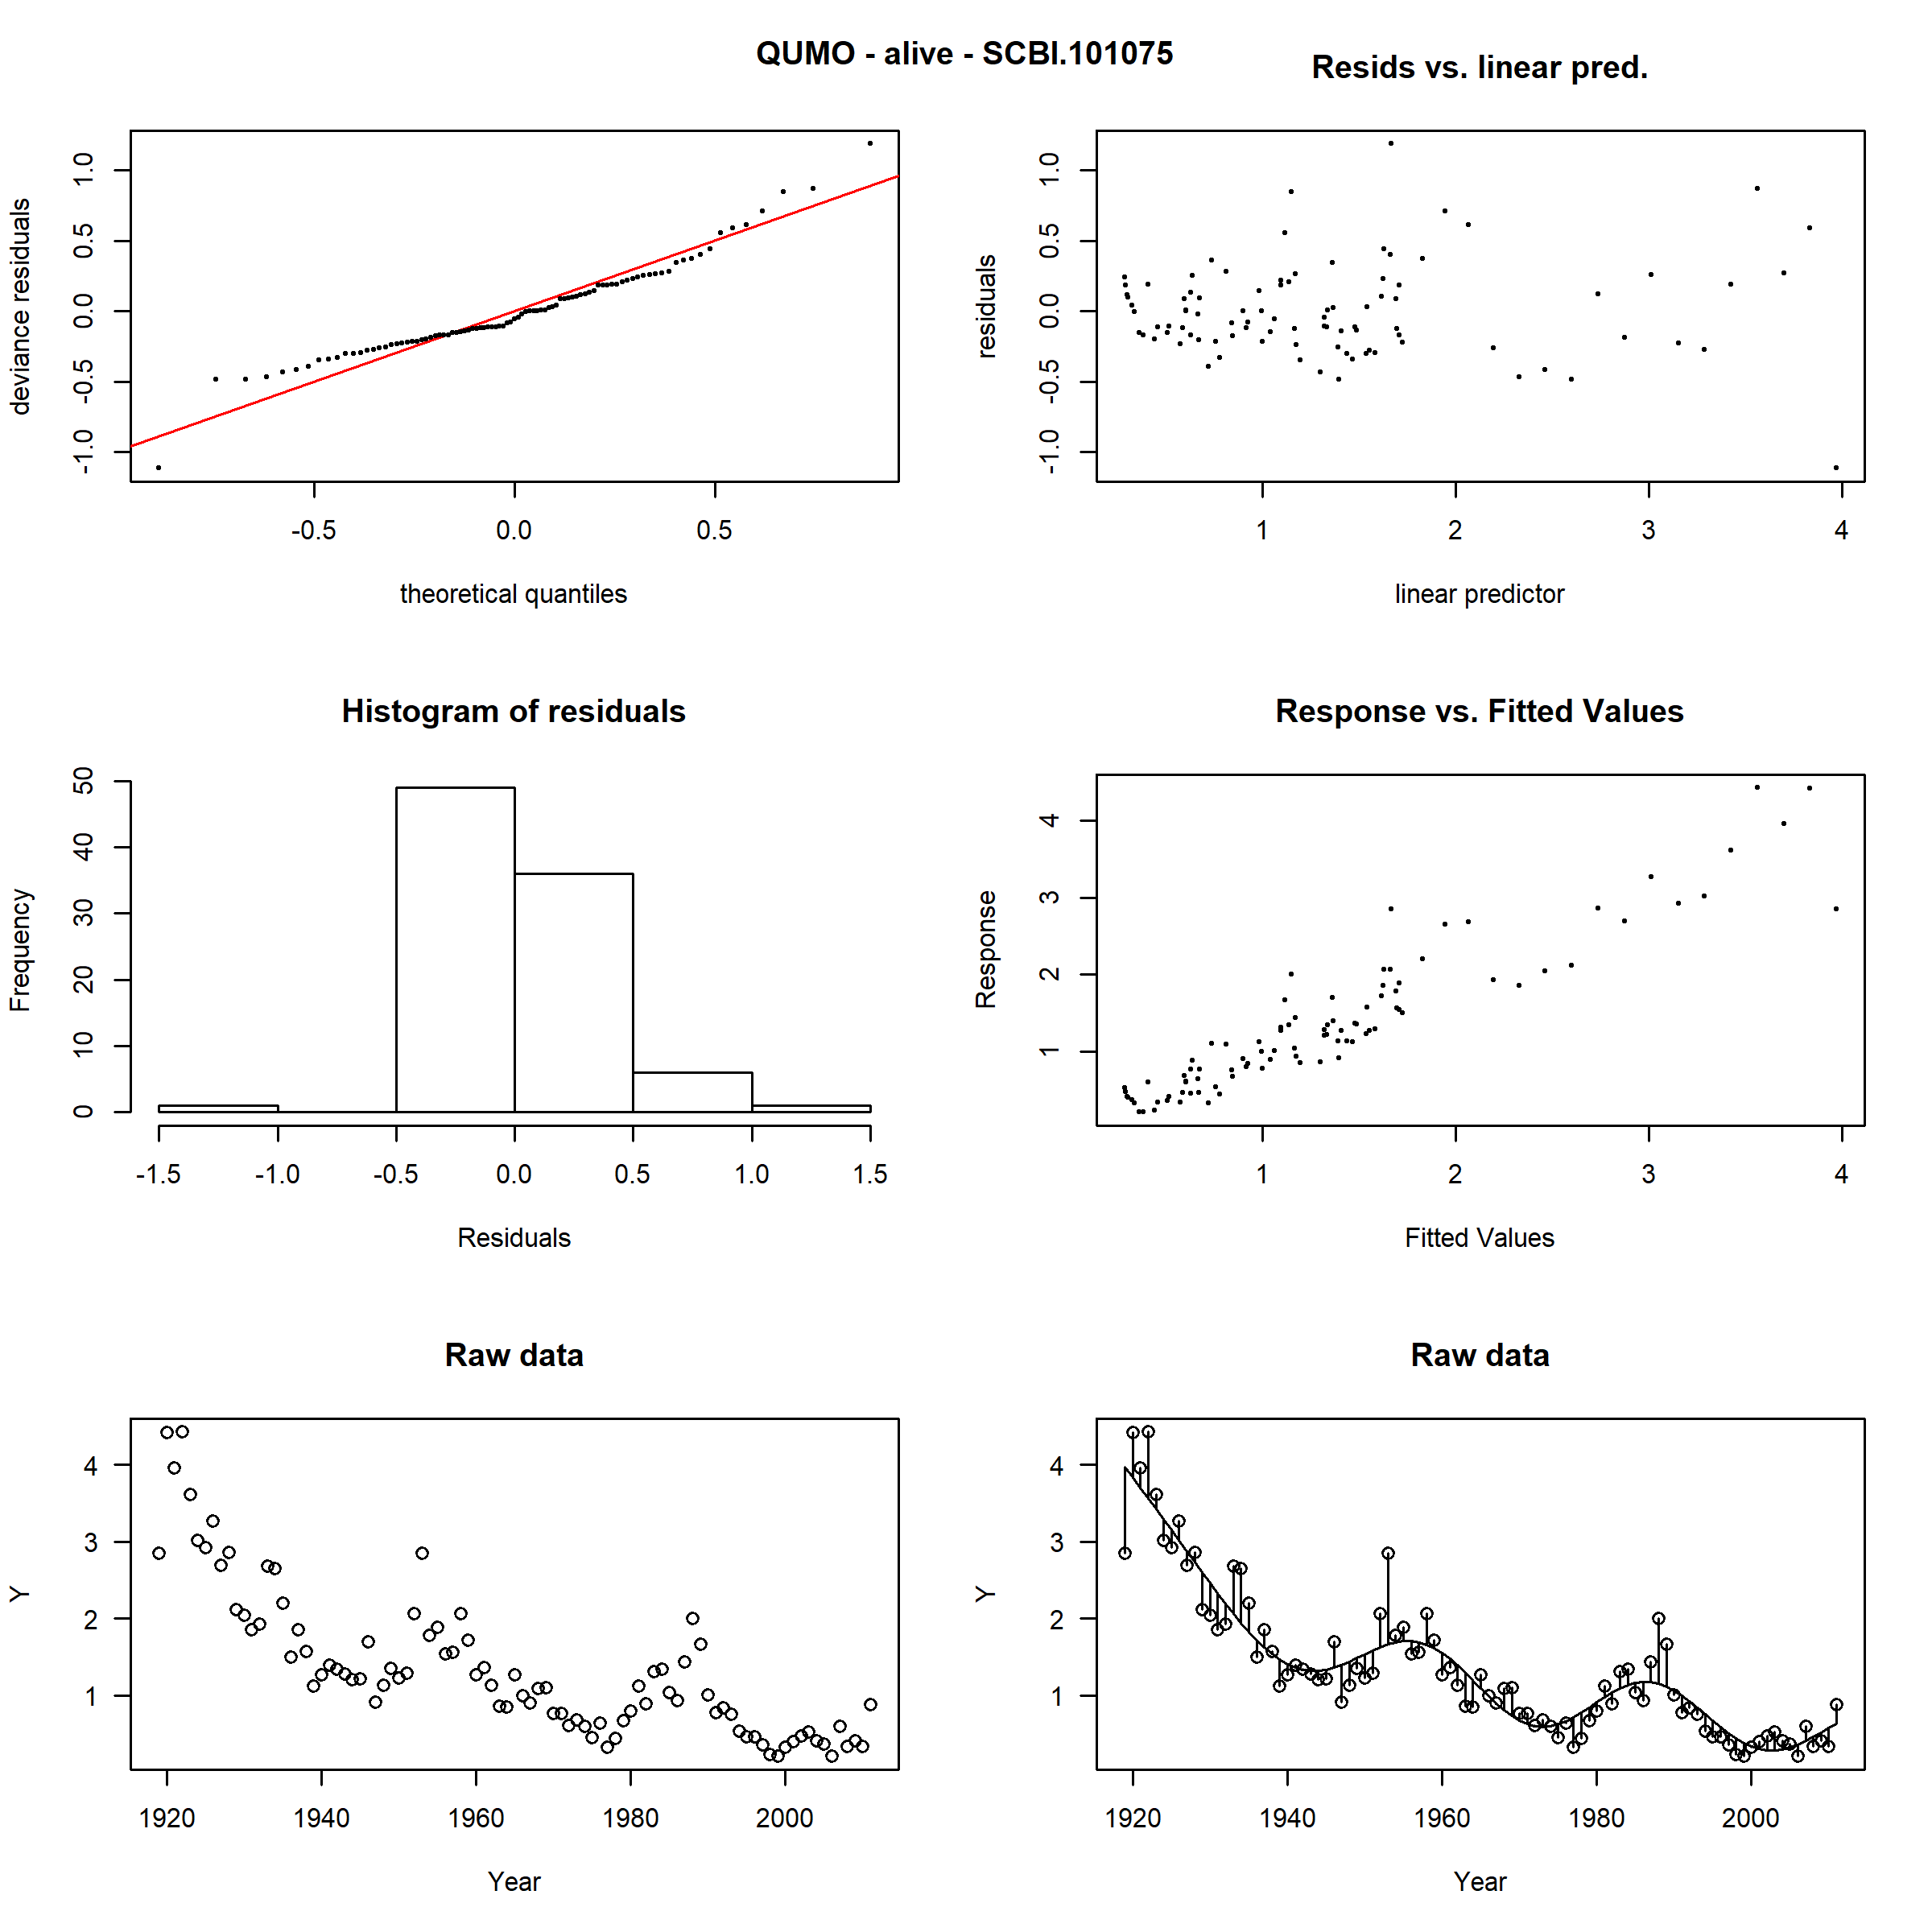 QUMO - alive - SCBI.101075
Resids vs. linear pred.
deviance residuals
-1.0 -0.5 0.0 0.5 1.0
-0.5 0.0 0.5
theoretical quantiles
residuals
-1.0 -0.5 0.0 0.5 1.0
1 2 3 4
linear predictor
Histogram of residuals
Frequency
0 10 20 30 40 50
-1.5 -1.0 -0.5 0.0 0.5 1.0 1.5
Residuals
Response vs. Fitted Values
Response
1 2 3 4
1 2 3 4
Fitted Values
Raw data
Y
4
3
2
1
1920 1940 1960 1980 2000
Year
Raw data
Y
4
3
2
1
1920 1940 1960 1980 2000
Year